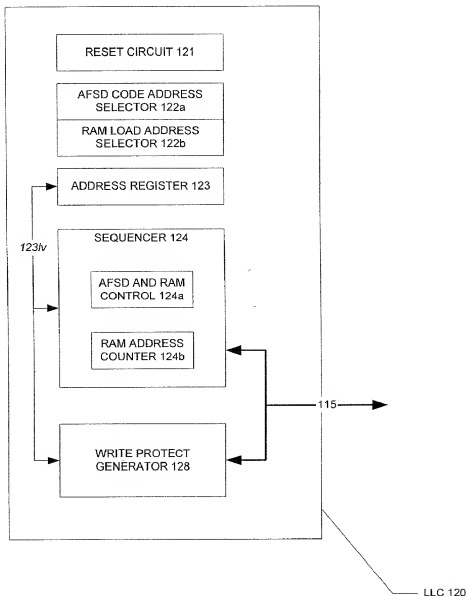 RESET CIRCUIT 121
AFSD CODE ADDRESS
SELECTOR 122a
RAM LOAD ADDRESS
SELECTOR 122b
ADDRESS REGISTER 123
123lv
SEQUENCER 124
AFSD AND RAM
CONTROL 124a
RAM ADDRESS
COUNTER 124b
115
WRITE PROTECT
GENERATOR 128
LLC 120